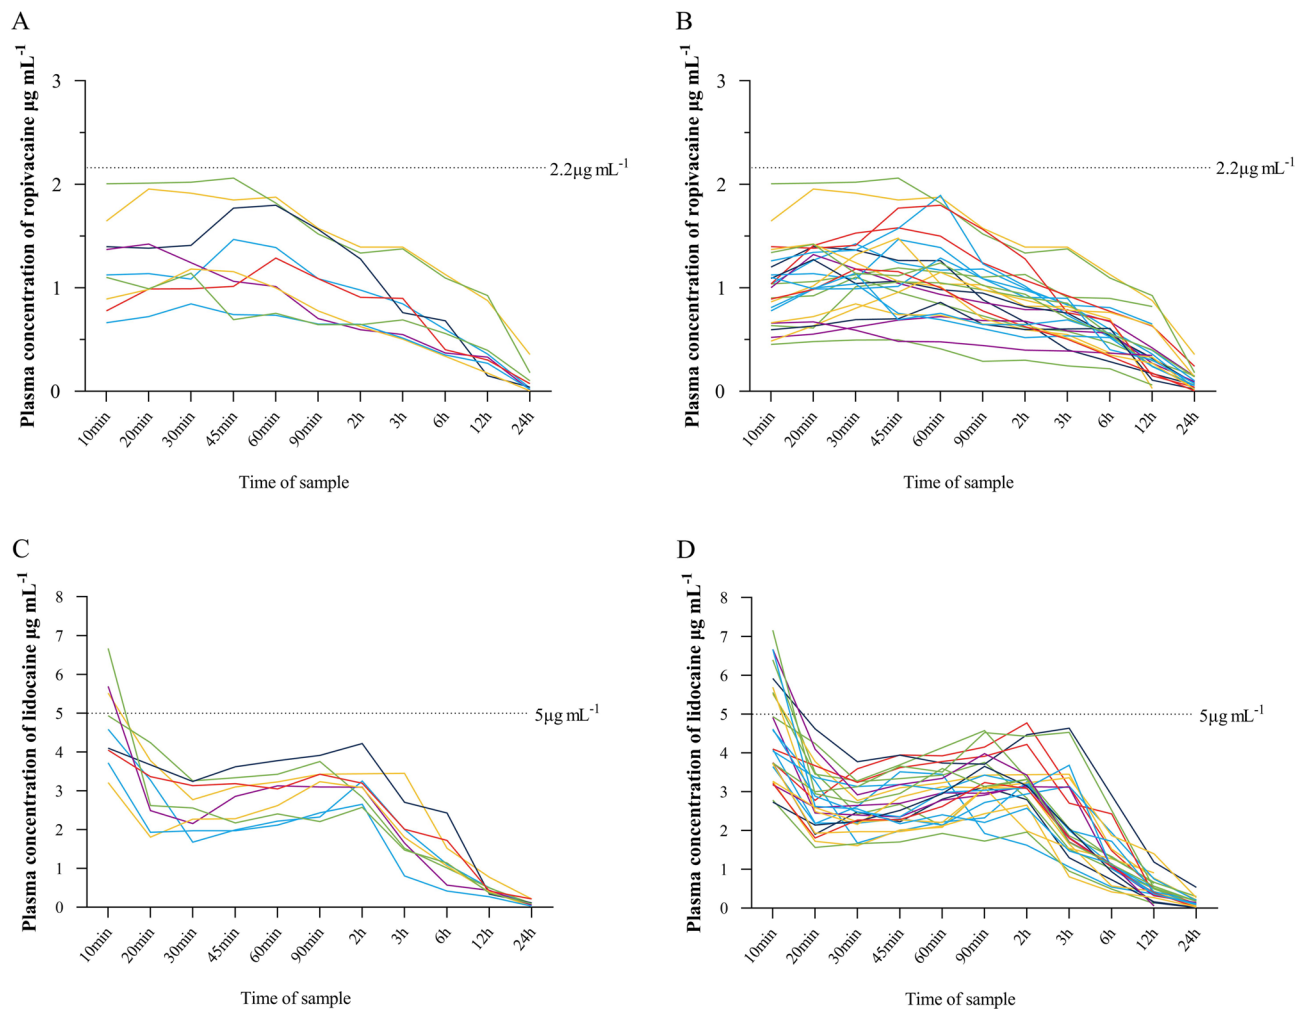 A
Plasma concentration of ropivacaine µg mL-1
3
2
1
0
2.2µg mL-1
10min 20min 30min 45min 60min 90min 2h 3h 6h 12h 24h
Time of sample
B
Plasma concentration of ropivacaine µg mL-1
3
2
1
0
2.2µg mL-1
10min 20min 30min 45min 60min 90min 2h 3h 6h 12h 24h
Time of sample
C
Plasma concentration of lidocaine µg mL-1
8
7
6
5
4
3
2
1
0
5µg mL-1
10min 20min 30min 45min 60min 90min 2h 3h 6h 12h 24h
Time of sample
D
Plasma concentration of lidocaine µg mL-1
8
7
6
5
4
3
2
1
0
5µg mL-1
10min 20min 30min 45min 60min 90min 2h 3h 6h 12h 24h
Time of sample